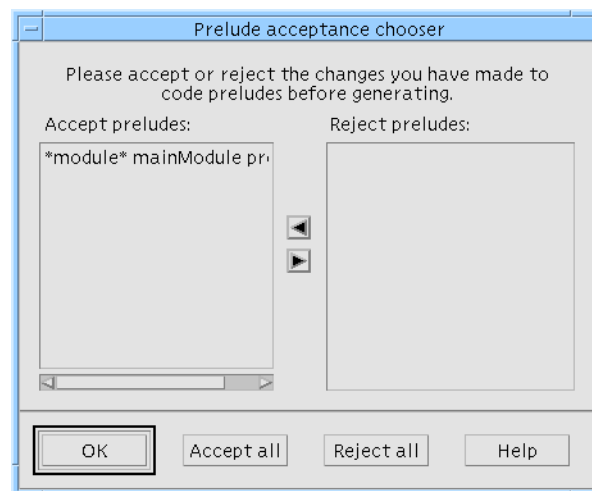 Prelude acceptance chooser
Please accept or reject the changes you have made to
code preludes before generating.
Accept preludes:
Reject preludes:
*module* mainModule pr
OK
Accept all
Reject all
Help